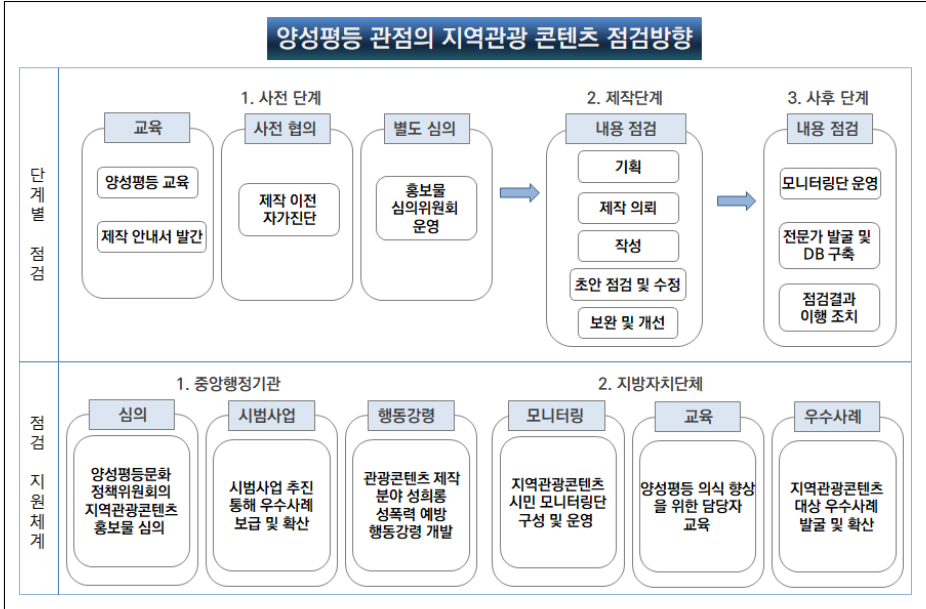 양성평등 관점의 지역관광 콘텐츠 점검방향
단계별 점검
1. 사전 단계
교육
양성평등 교육
제작 안내서 발간
사전 협의
제작 이전
자가진단
별도 심의
홍보물
심의위원회
운영
2. 제작단계
내용 점검
기획
제작 의뢰
작성
초안 점검 및 수정
보완 및 개선
3. 사후 단계
내용 점검
모니터링단 운영
전문가 발굴 및
DB 구축
점검결과
이행 조치
점검 지원체계
1. 중앙행정기관
심의
양성평등문화
정책위원회의
지역관광콘텐츠
홍보물 심의
시범사업
시범사업 추진
통해 우수사례
보급 및 확산
행동강령
관광콘텐츠 제작
분야 성희롱
성폭력 예방
행동강령 개발
2. 지방자치단체
모니터링
지역관광콘텐츠
시민 모니터링단
구성 및 운영
교육
양성평등 의식 향상
을 위한 담당자
교육
우수사례
지역관광콘텐츠
대상 우수사례
발굴 및 확산